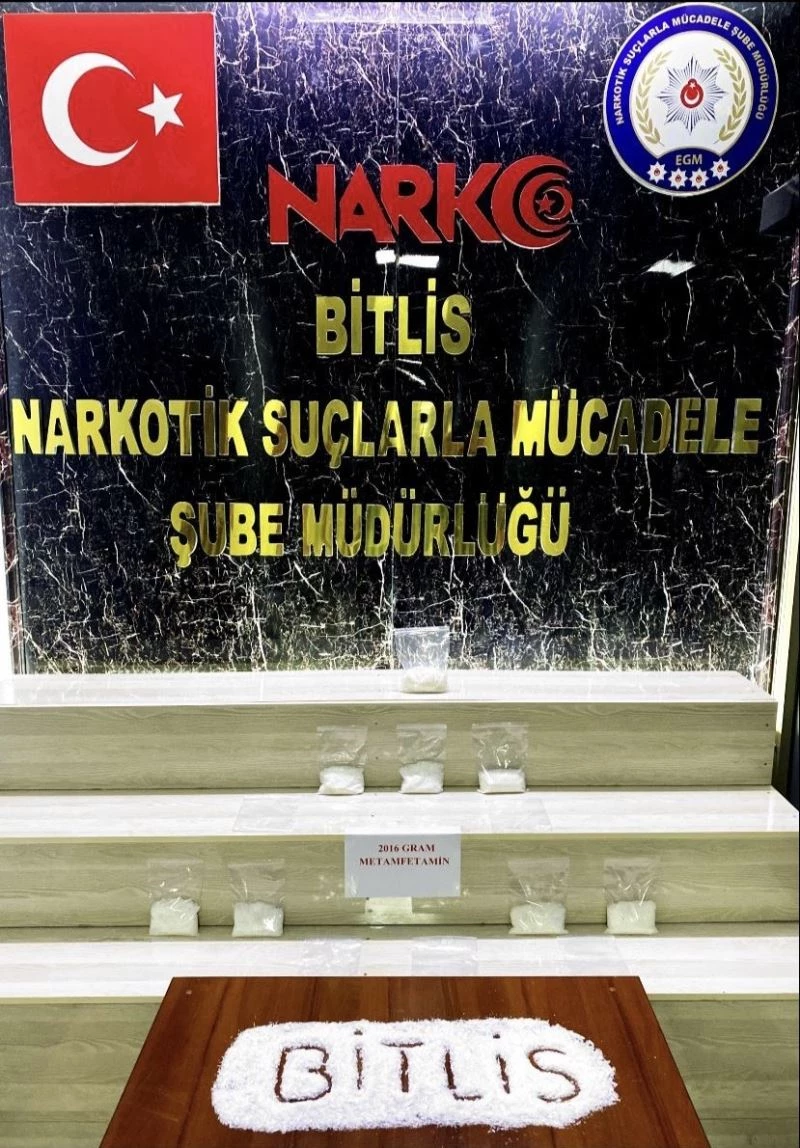 NARKOTİK SUÇLARLA MÜCADELE ŞUBE MÜDÜRLÜĞÜ
EGM
NARKO
BİTLİS
NARKOTİK SUÇLARLA MÜCADELE
ŞUBE MÜDÜRLÜĞÜ
2016 GRAM
METAMFETAMİN
BİTLİS